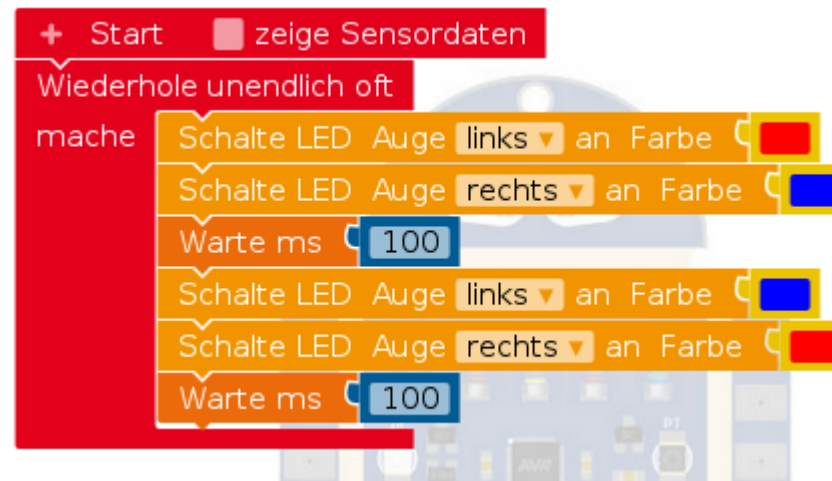 + Start zeige Sensordaten
Wiederhole unendlich oft
mache Schalte LED Auge links an Farbe
Schalte LED Auge rechts an Farbe
Warte ms 100
Schalte LED Auge links an Farbe
Schalte LED Auge rechts an Farbe
Warte ms 100